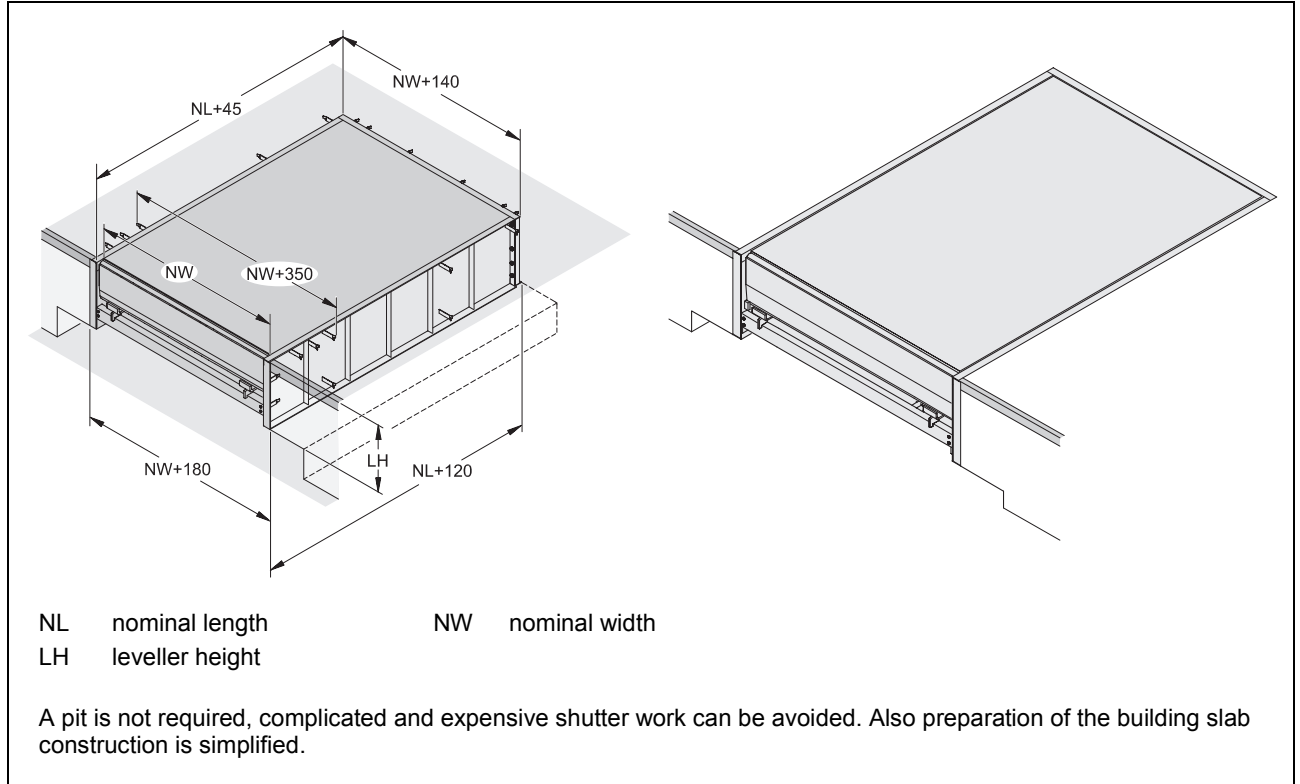 NW+140
NL+45
NW
NW+350
NW+180
LH
NL+120
NL nominal length NW nominal width
LH leveller height
A pit is not required, complicated and expensive shutter work can be avoided. Also preparation of the building slab
construction is simplified.